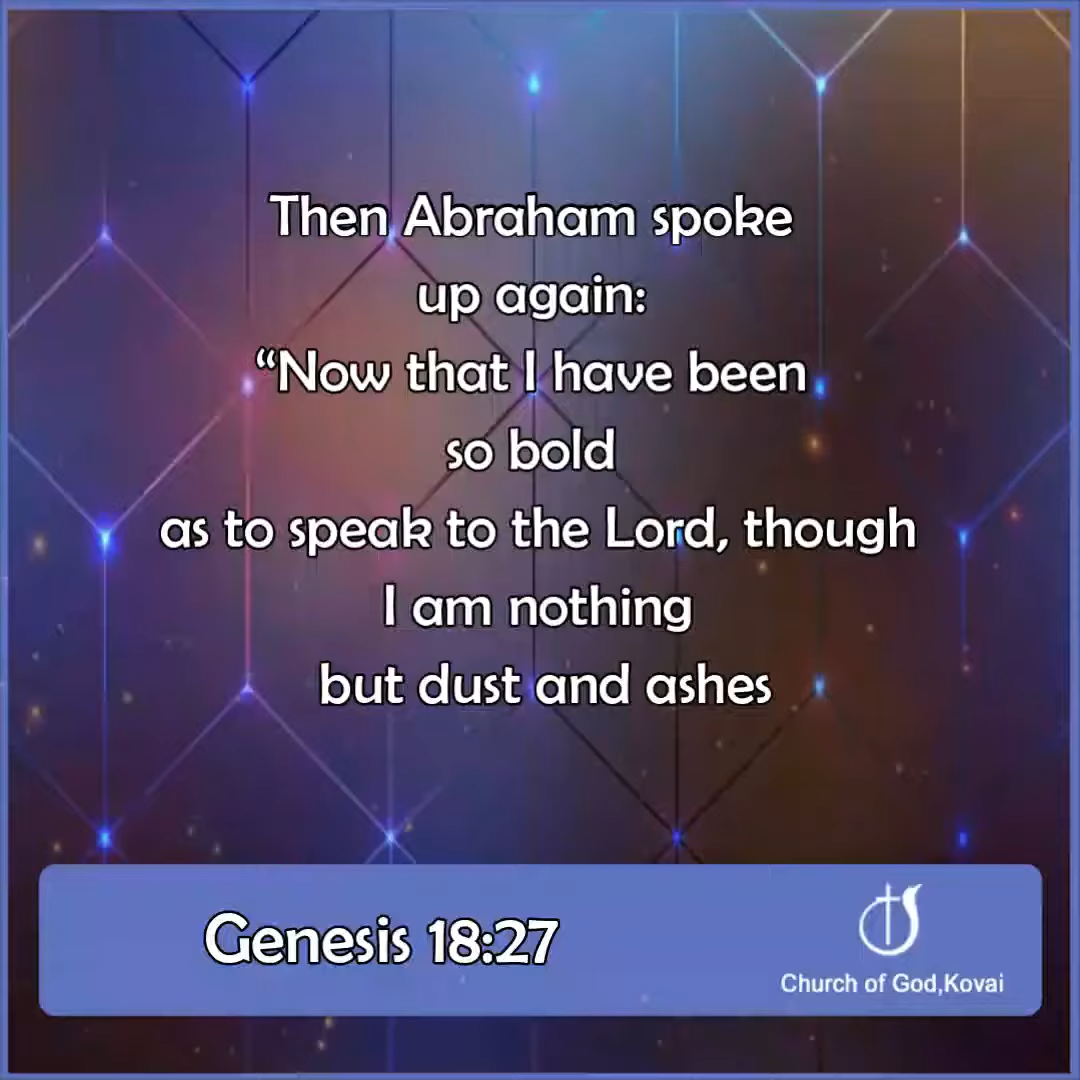 Then Abraham spoke
up again:
“Now that I have been
so bold
as to speak to the Lord, though
I am nothing
but dust and ashes
Genesis 18:27
Church of God,Kovai